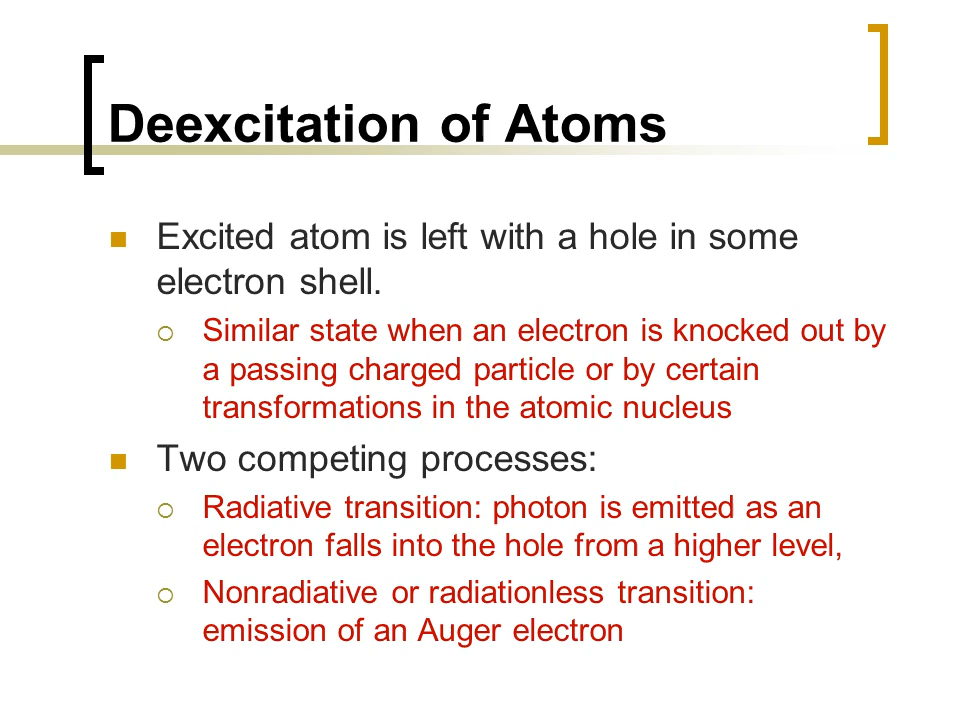 Deexcitation of Atoms
Excited atom is left with a hole in some
electron shell.
Similar state when an electron is knocked out by
a passing charged particle or by certain
transformations in the atomic nucleus
Two competing processes:
Radiative transition: photon is emitted as an
electron falls into the hole from a higher level,
Nonradiative or radiationless transition:
emission of an Auger electron